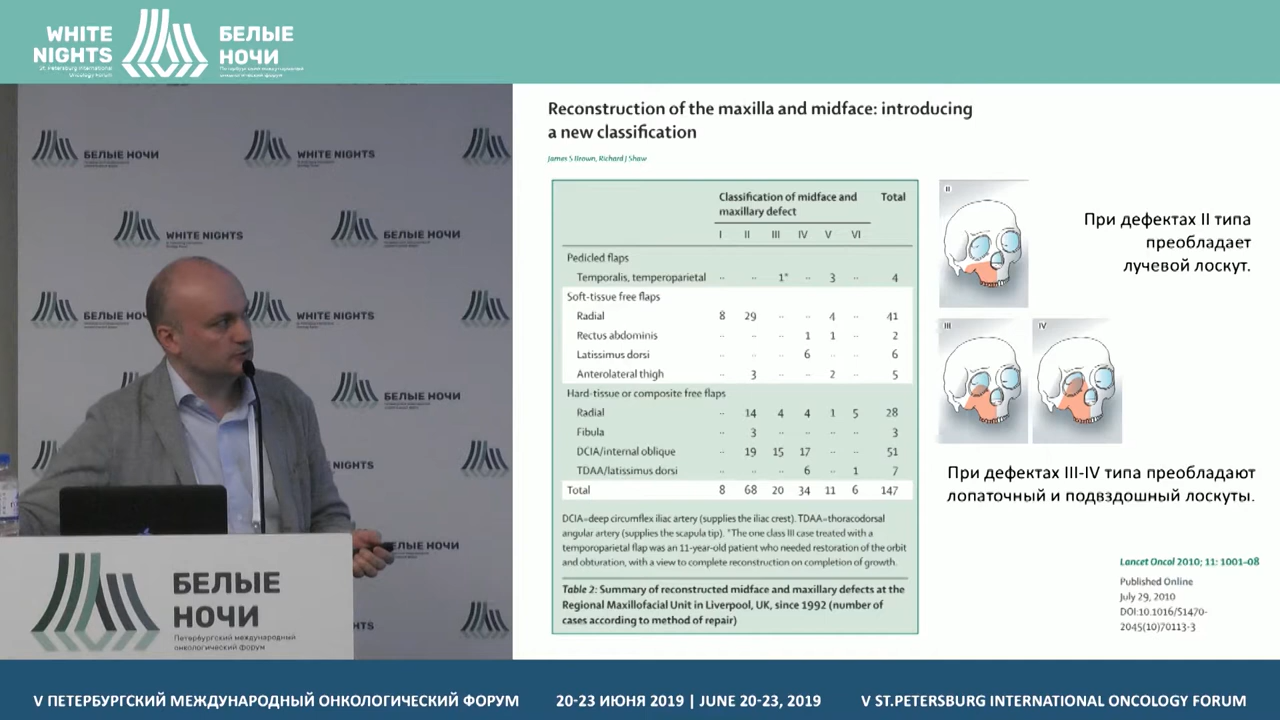 WHITE NIGHTS
St. Petersburg International Oncology Forum
БЕЛЫЕ НОЧИ
Петербургский международный онкологический форум
БЕЛЫЕ НОЧИ
WHITE NIGHTS
WHITE NIGHTS
БЕЛЫЕ НОЧИ
БЕЛЫЕ НО
WHITE NIGHTS
БЕЛЫЕ НОЧИ
БЕЛЫЕ
НОЧИ
Петербургский международный
онкологический форум
Reconstruction of the maxilla and midface: introducing
a new classification
James S Brown, Richard J Shaw
Classification of midface and Total
maxillary defect
I II III IV V VI
Pedicled flaps
Temporalis, temperoparietal ·· ·· 1* ·· 3 ·· 4
Soft-tissue free flaps
Radial 8 29 ·· ·· 4 ·· 41
Rectus abdominis ·· ·· ·· 1 1 ·· 2
Latissimus dorsi ·· ·· ·· 6 ·· ·· 6
Anterolateral thigh ·· 3 ·· ·· 2 ·· 5
Hard-tissue or composite free flaps
Radial ·· 14 4 4 1 5 28
Fibula ·· 3 ·· ·· ·· ·· 3
DCIA/internal oblique ·· 19 15 17 ·· ·· 51
TDAA/latissimus dorsi ·· ·· ·· 6 ·· 1 7
Total 8 68 20 34 11 6 147
DCIA=deep circumflex iliac artery (supplies the iliac crest). TDAA=thoracodorsal
angular artery (supplies the scapula tip). *The one class III case treated with a
temporoparietal flap was an 11-year-old patient who needed restoration of the orbit
and obturation, with a view to complete reconstruction on completion of growth.
Table 2: Summary of reconstructed midface and maxillary defects at the
Regional Maxillofacial Unit in Liverpool, UK, since 1992 (number of
cases according to method of repair)
II
При дефектах II типа
преобладает
лучевой лоскут.
III
IV
При дефектах III-IV типа преобладают
лопаточный и подвздошный лоскуты.
Lancet Oncol 2010; 11: 1001–08
Published Online
July 29, 2010
DOI:10.1016/S1470-
2045(10)70113-3
V ПЕТЕРБУРГСКИЙ МЕЖДУНАРОДНЫЙ ОНКОЛОГИЧЕСКИЙ ФОРУМ
20-23 ИЮНЯ 2019 | JUNE 20-23, 2019
V ST.PETERSBURG INTERNATIONAL ONCOLOGY FORUM